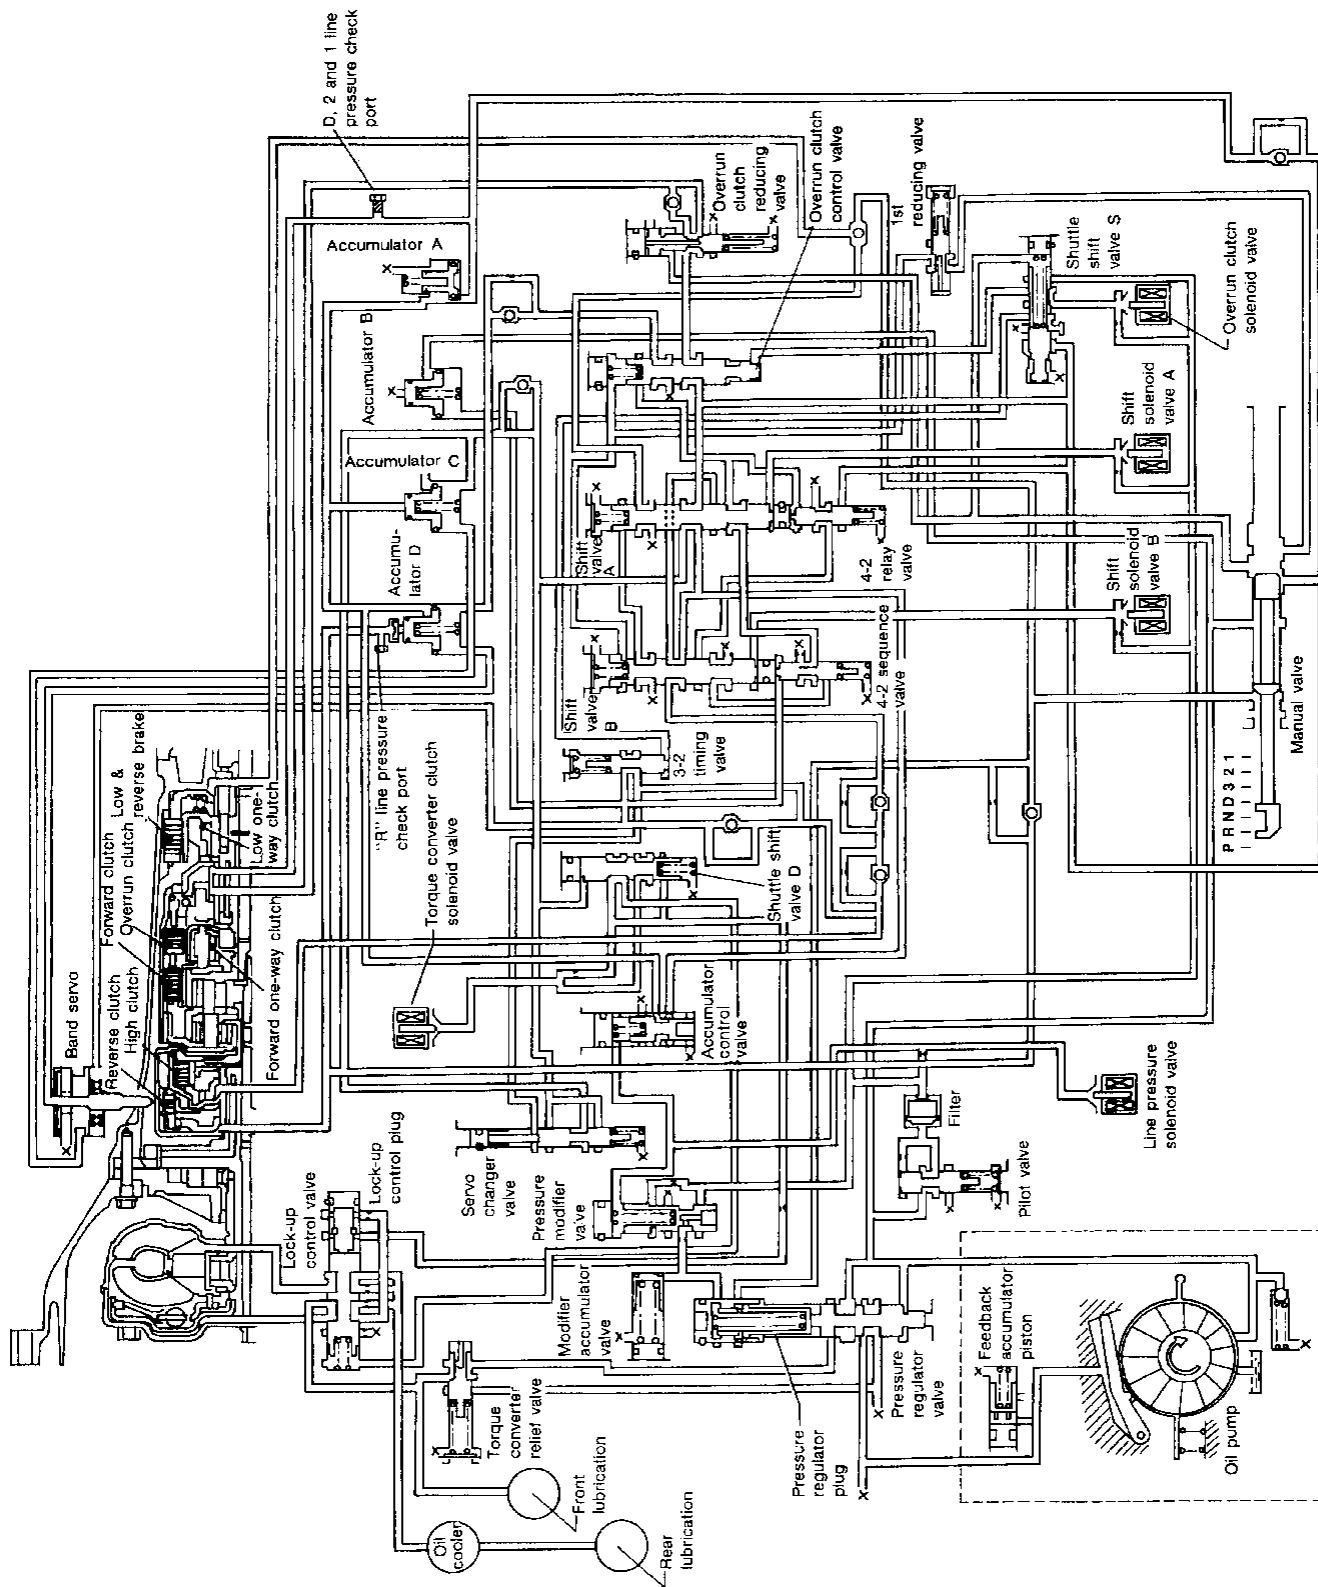 Band servo
Reverse clutch
High clutch
Forward clutch
Overrun clutch
Low &
reverse brake
Low one-
way clutch
Forward one-way clutch
D, 2 and 1 line
pressure check
port
Accumulator A
Accumulator B
Accumulator C
Accumu-
lator D
"R" line pressure
check port
Torque converter clutch
solenoid valve
Lock-up
control valve
Lock-up
control plug
Torque
converter
relief valve
Front
lubrication
Oil
cooler
Rear
lubrication
Servo
changer
valve
Pressure
modifier
valve
Modifier
accumulator
valve
Pressure
regulator
plug
Pressure
regulator
valve
Accumulator
control
valve
Shuttle shift
valve D
3-2
timing
valve
Shift
valve
B
4-2 sequence
valve
Shift
valve
A
4-2
relay
valve
Overrun
clutch
reducing
valve
Overrun clutch
control valve
1st
reducing valve
Shuttle
shift
valve S
Overrun clutch
solenoid valve
Shift
solenoid
valve A
Shift
solenoid
valve B
P R N D 3 2 1
Manual valve
Filter
Pilot valve
Line pressure
solenoid valve
Feedback
accumulator
piston
Oil pump